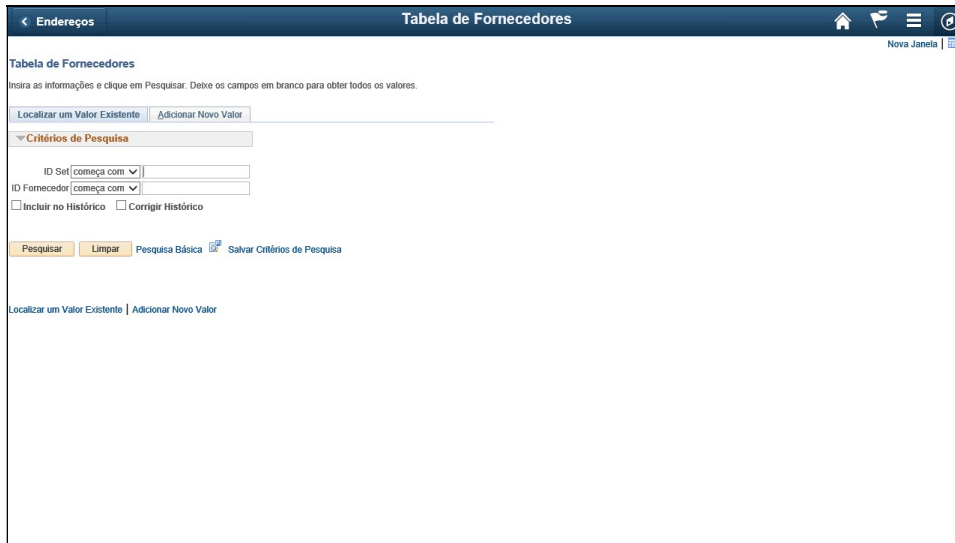 Endereços
Tabela de Fornecedores
Nova Janela |
Tabela de Fornecedores
Insira as informações e clique em Pesquisar. Deixe os campos em branco para obter todos os valores.
Localizar um Valor Existente Adicionar Novo Valor
Critérios de Pesquisa
ID Set começa com
ID Fornecedor começa com
Incluir no Histórico Corrigir Histórico
Pesquisar Limpar Pesquisa Básica Salvar Critérios de Pesquisa
Localizar um Valor Existente | Adicionar Novo Valor